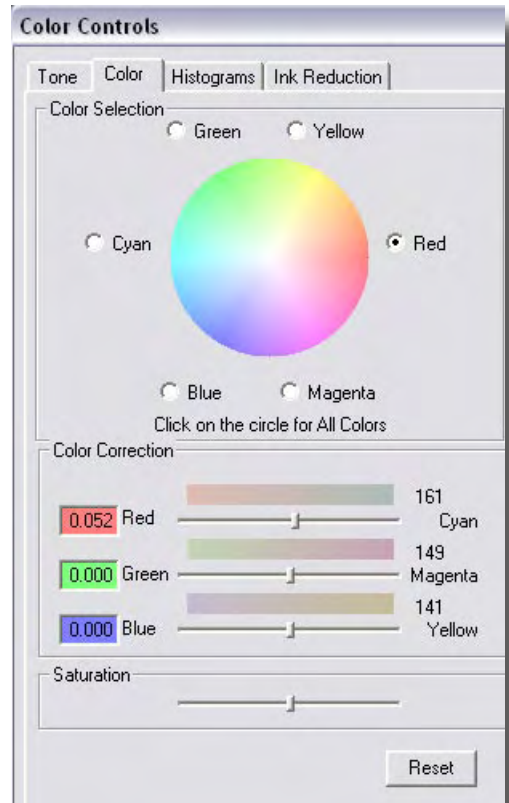 Color Controls
Tone Color Histograms Ink Reduction
Color Selection
Green Yellow
Cyan Red
Blue Magenta
Click on the circle for All Colors
Color Correction
161
0.052 Red Cyan
149
0.000 Green Magenta
141
0.000 Blue Yellow
Saturation
Reset